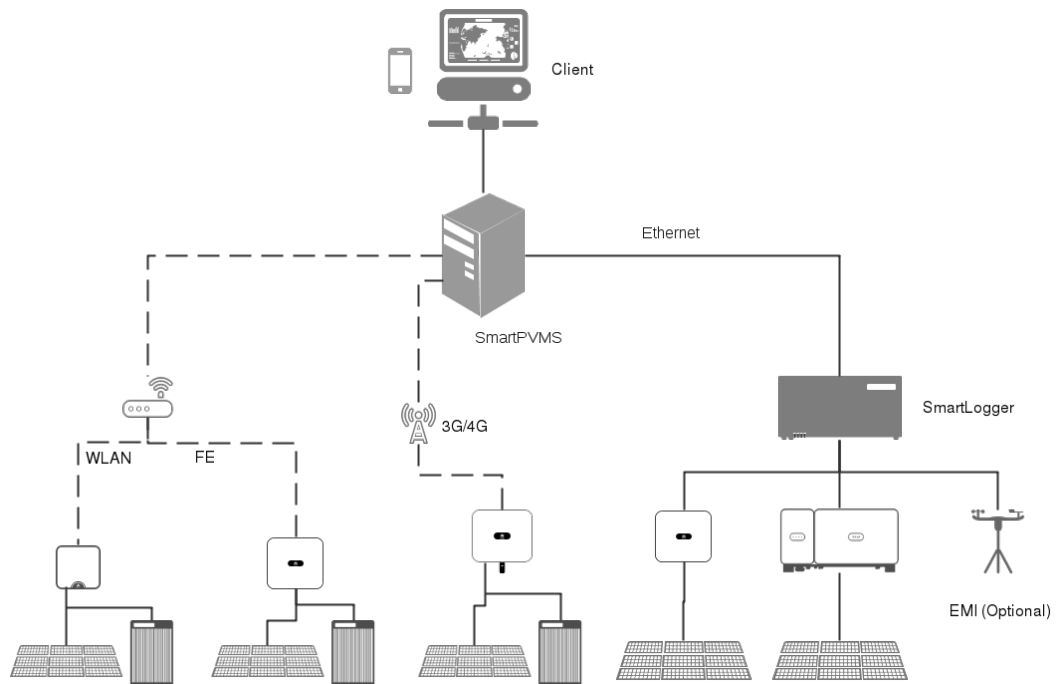 Client
Ethernet
SmartPVMS
SmartLogger
3G/4G
WLAN
FE
EMI (Optional)